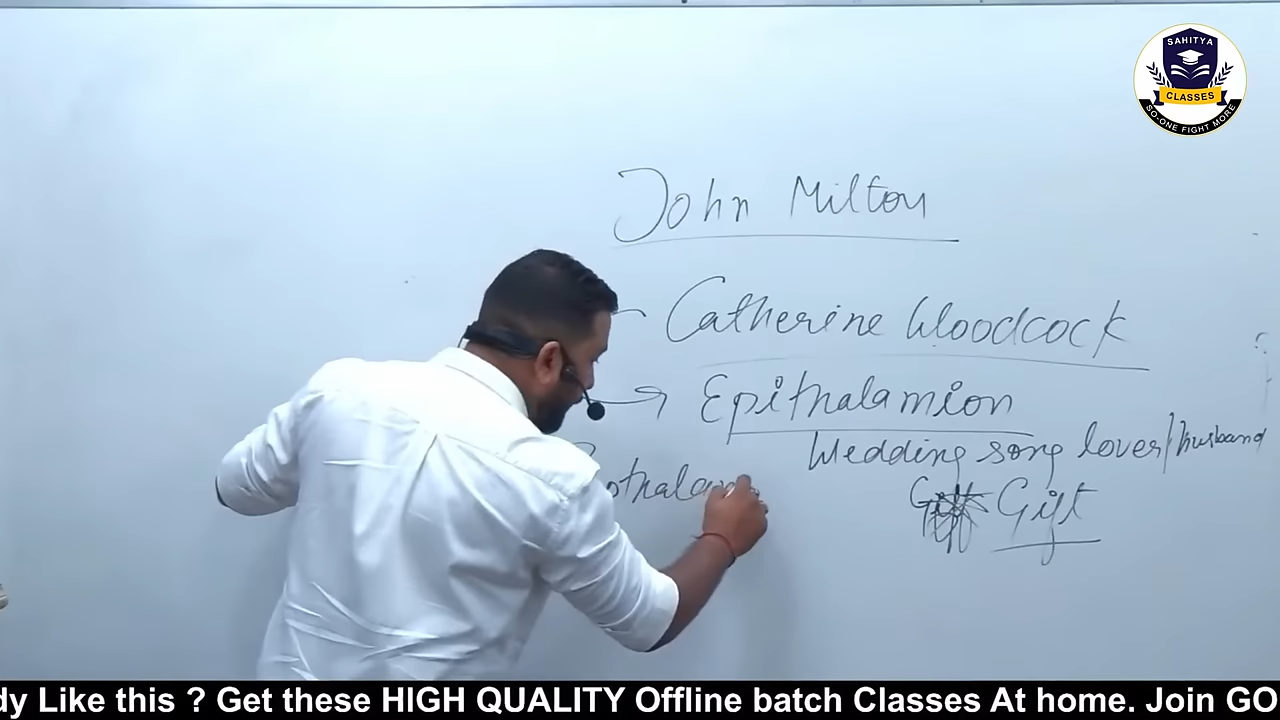 SAHITYA
CLASSES
SO-ONE FIGHT MORE
John Milton
Catherine Woodcock
Epithalamion
Wedding song lover/husband
Gift
othala
dy Like this ? Get these HIGH QUALITY Offline batch Classes At home. Join GO